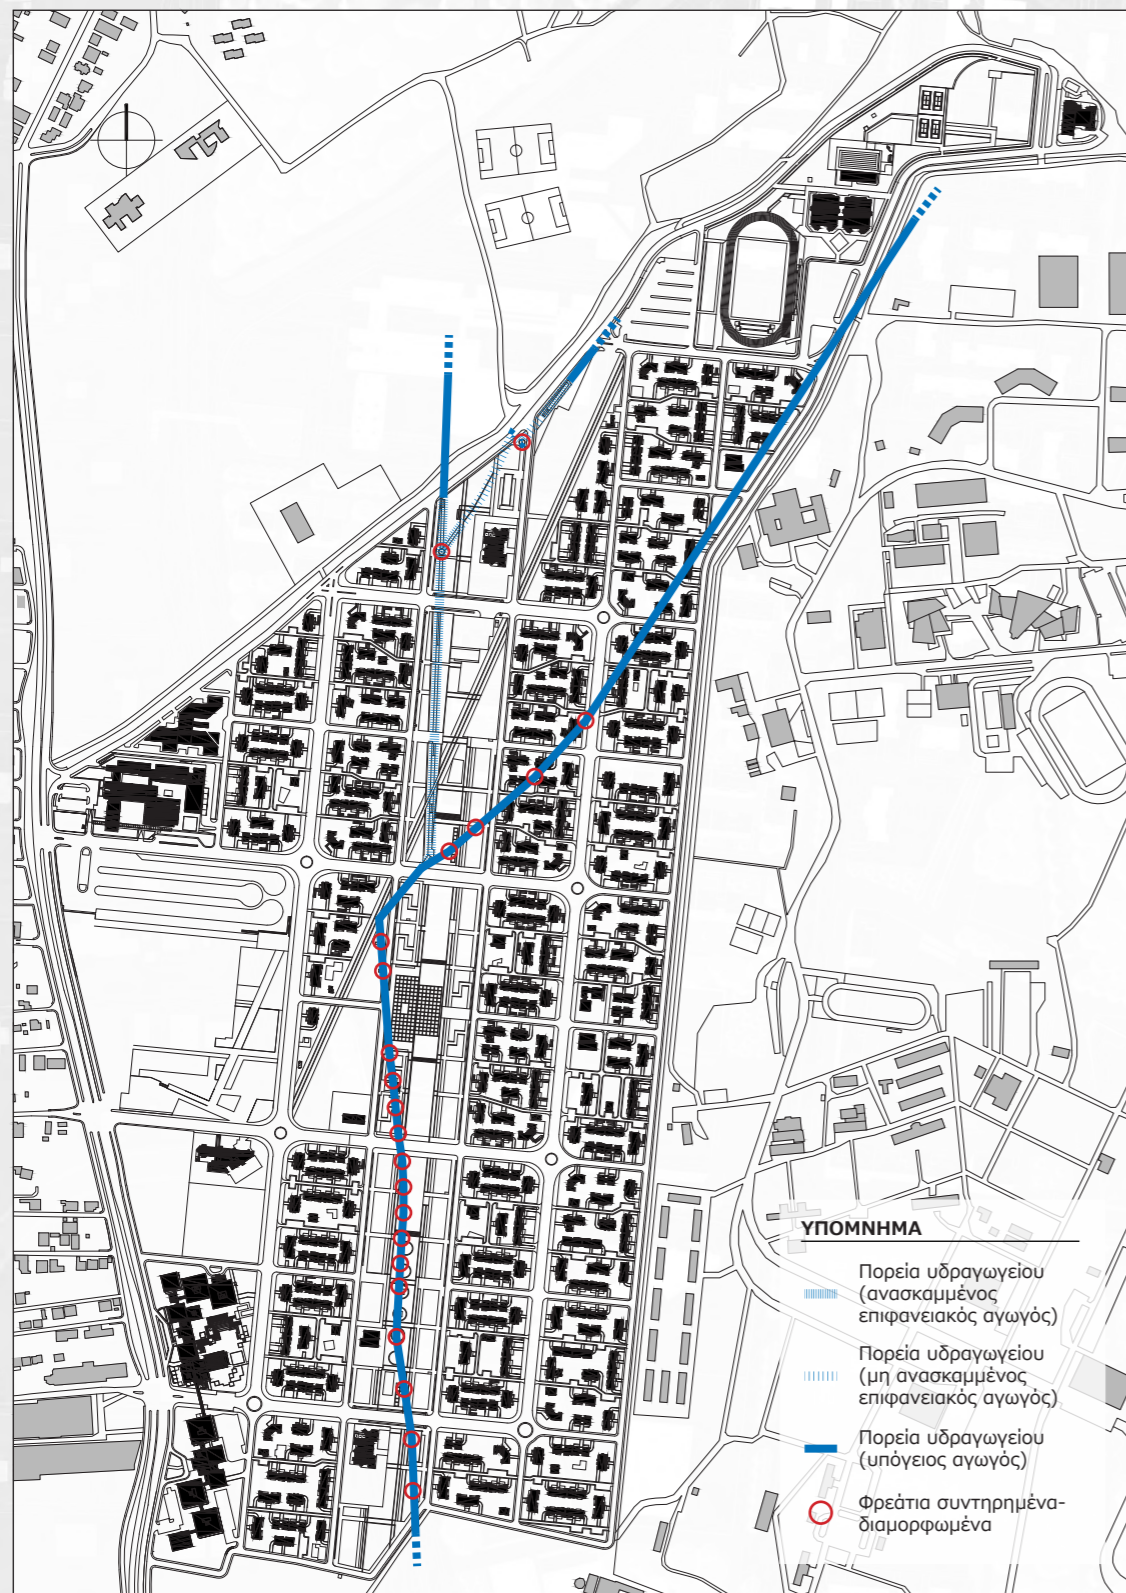 ΥΠΟΜΝΗΜΑ
Πορεία υδραγωγείου
(ανασκαμμένος
επιφανειακός αγωγός)
Πορεία υδραγωγείου
(μη ανασκαμμένος
επιφανειακός αγωγός)
Πορεία υδραγωγείου
(υπόγειος αγωγός)
Φρεάτια συντηρημένα-
διαμορφωμένα